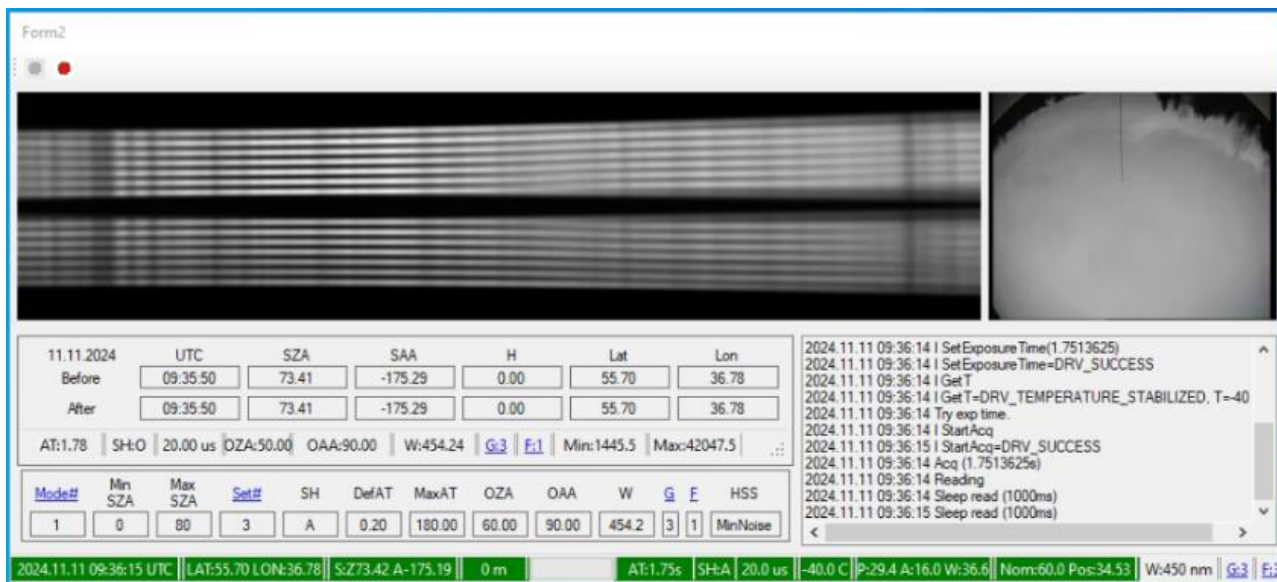 Form2
11.11.2024 UTC SZA SAA H Lat Lon
Before 09:35:50 73.41 -175.29 0.00 55.70 36.78
After 09:35:50 73.41 -175.29 0.00 55.70 36.78
AT:1.78 SH:O 20.00 us OZA:50.00 OAA:90.00 W:454.24 G:3 F:1 Min:1445.5 Max:42047.5
Mode# Min SZA Max SZA Set# SH DefAT MaxAT OZA OAA W G F HSS
1 0 80 3 A 0.20 180.00 60.00 90.00 454.2 3 1 MinNoise
2024.11.11 09:36:14 I SetExposureTime(1.7513625)
2024.11.11 09:36:14 I SetExposureTime=DRV_SUCCESS
2024.11.11 09:36:14 I GetT
2024.11.11 09:36:14 I GetT=DRV_TEMPERATURE_STABILIZED, T=-40
2024.11.11 09:36:14 Try exp time..
2024.11.11 09:36:14 I StartAcq
2024.11.11 09:36:15 I StartAcq=DRV_SUCCESS
2024.11.11 09:36:14 Acq (1.7513625s)
2024.11.11 09:36:14 Reading
2024.11.11 09:36:14 Sleep read (1000ms)
2024.11.11 09:36:15 Sleep read (1000ms)
2024.11.11 09:36:15 UTC LAT:55.70 LON:36.78 S:Z73.42 A-175.19 0 m AT:1.75s SH:A 20.0 us -40.0 C P:29.4 A:16.0 W:36.6 Nom:60.0 Pos:34.53 W:450 nm G:3